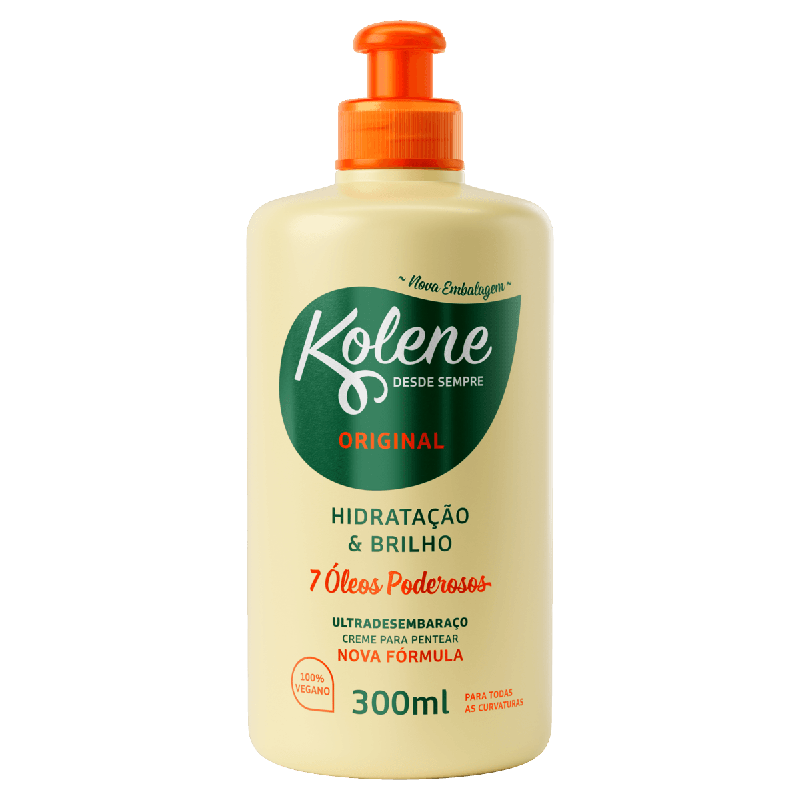 ~ Nova Embalagem ~
Kolene
DESDE SEMPRE
ORIGINAL
HIDRATAÇÃO
& BRILHO
7 Óleos Poderosos
ULTRADESEMBARAÇO
CREME PARA PENTEAR
NOVA FÓRMULA
100%
VEGANO
300ml
PARA TODAS
AS CURVATURAS